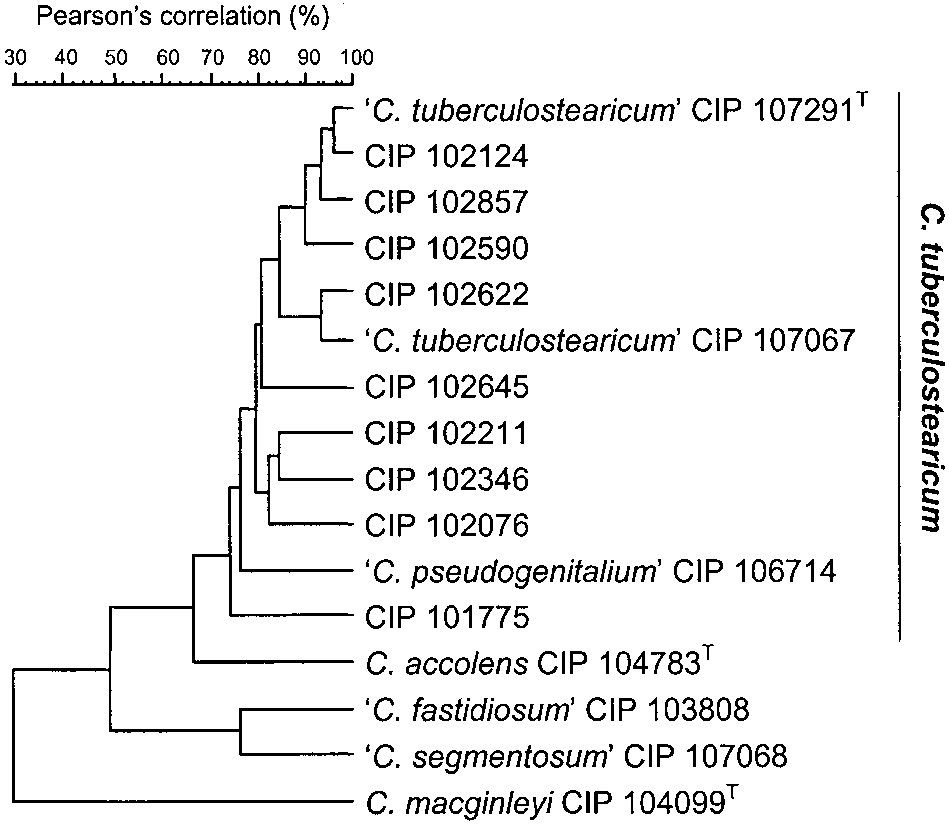 Pearson's correlation (%)
30 40 50 60 70 80 90 100
'C. tuberculostearicum' CIP 107291ᵀ
CIP 102124
CIP 102857
CIP 102590
CIP 102622
'C. tuberculostearicum' CIP 107067
CIP 102645
CIP 102211
CIP 102346
CIP 102076
'C. pseudogenitalium' CIP 106714
CIP 101775
C. accolens CIP 104783ᵀ
'C. fastidiosum' CIP 103808
'C. segmentosum' CIP 107068
C. macginleyi CIP 104099ᵀ
C. tuberculostearicum